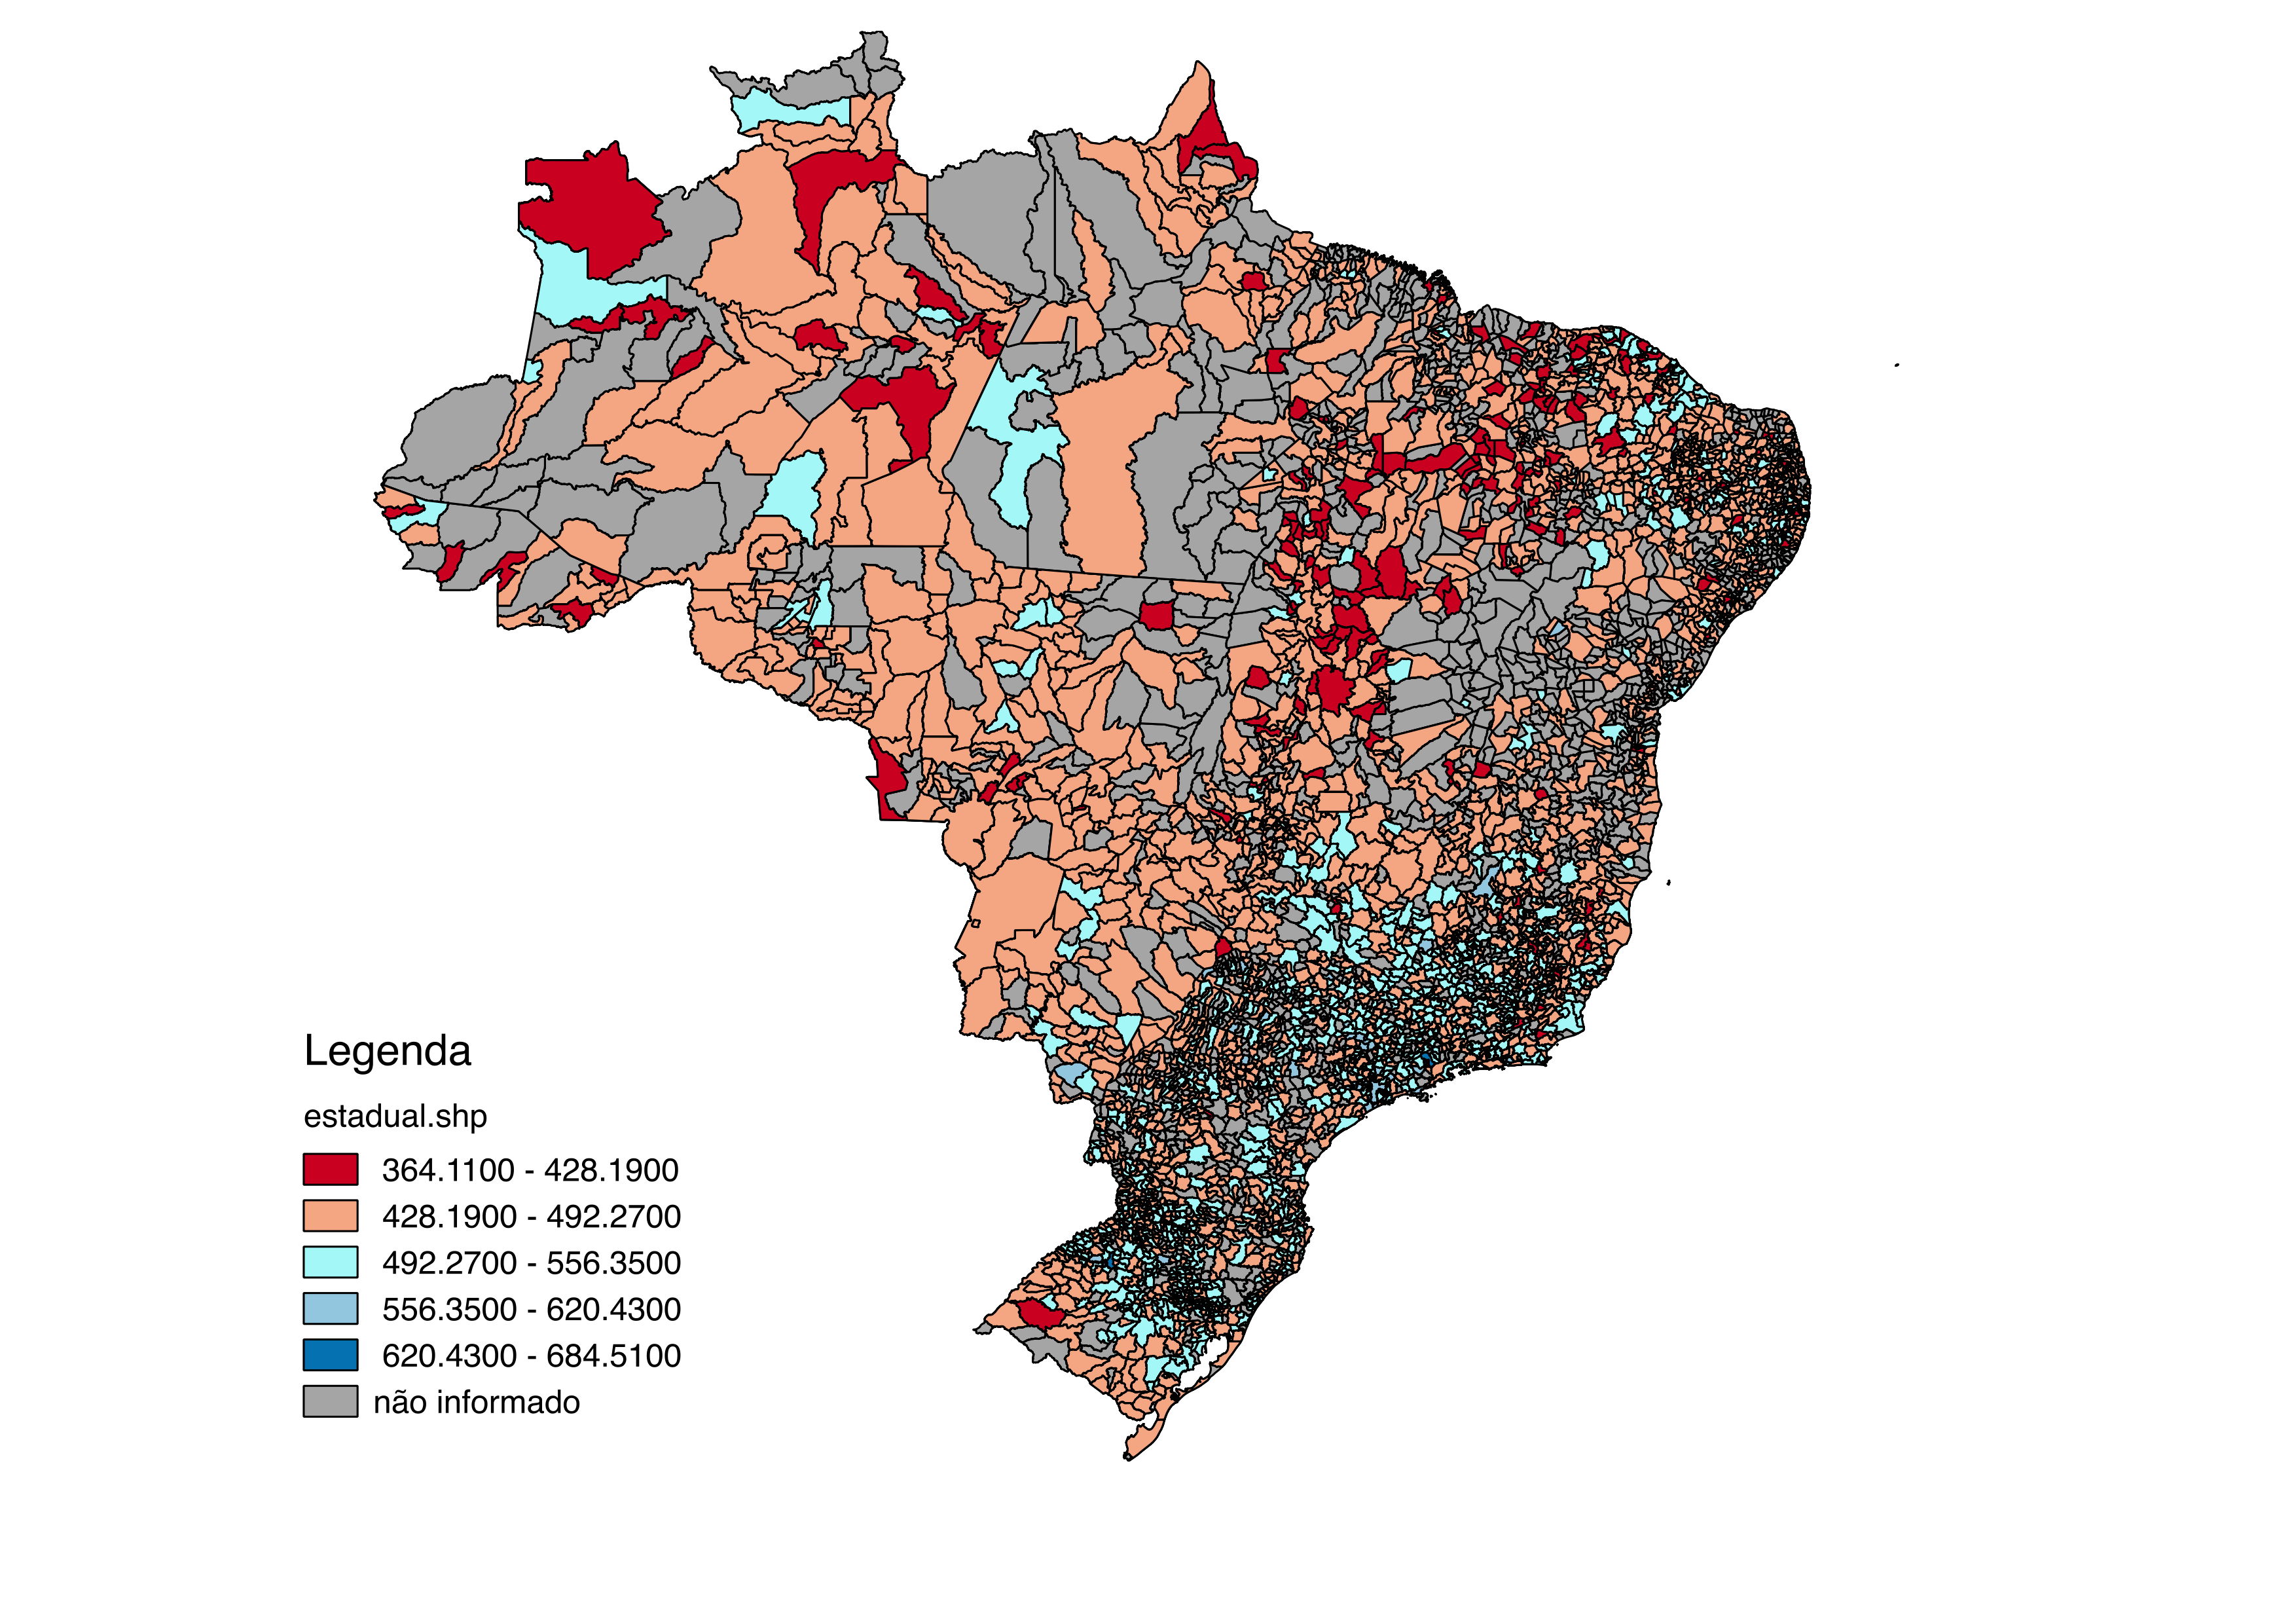 Legenda
estadual.shp
364.1100 - 428.1900
428.1900 - 492.2700
492.2700 - 556.3500
556.3500 - 620.4300
620.4300 - 684.5100
não informado